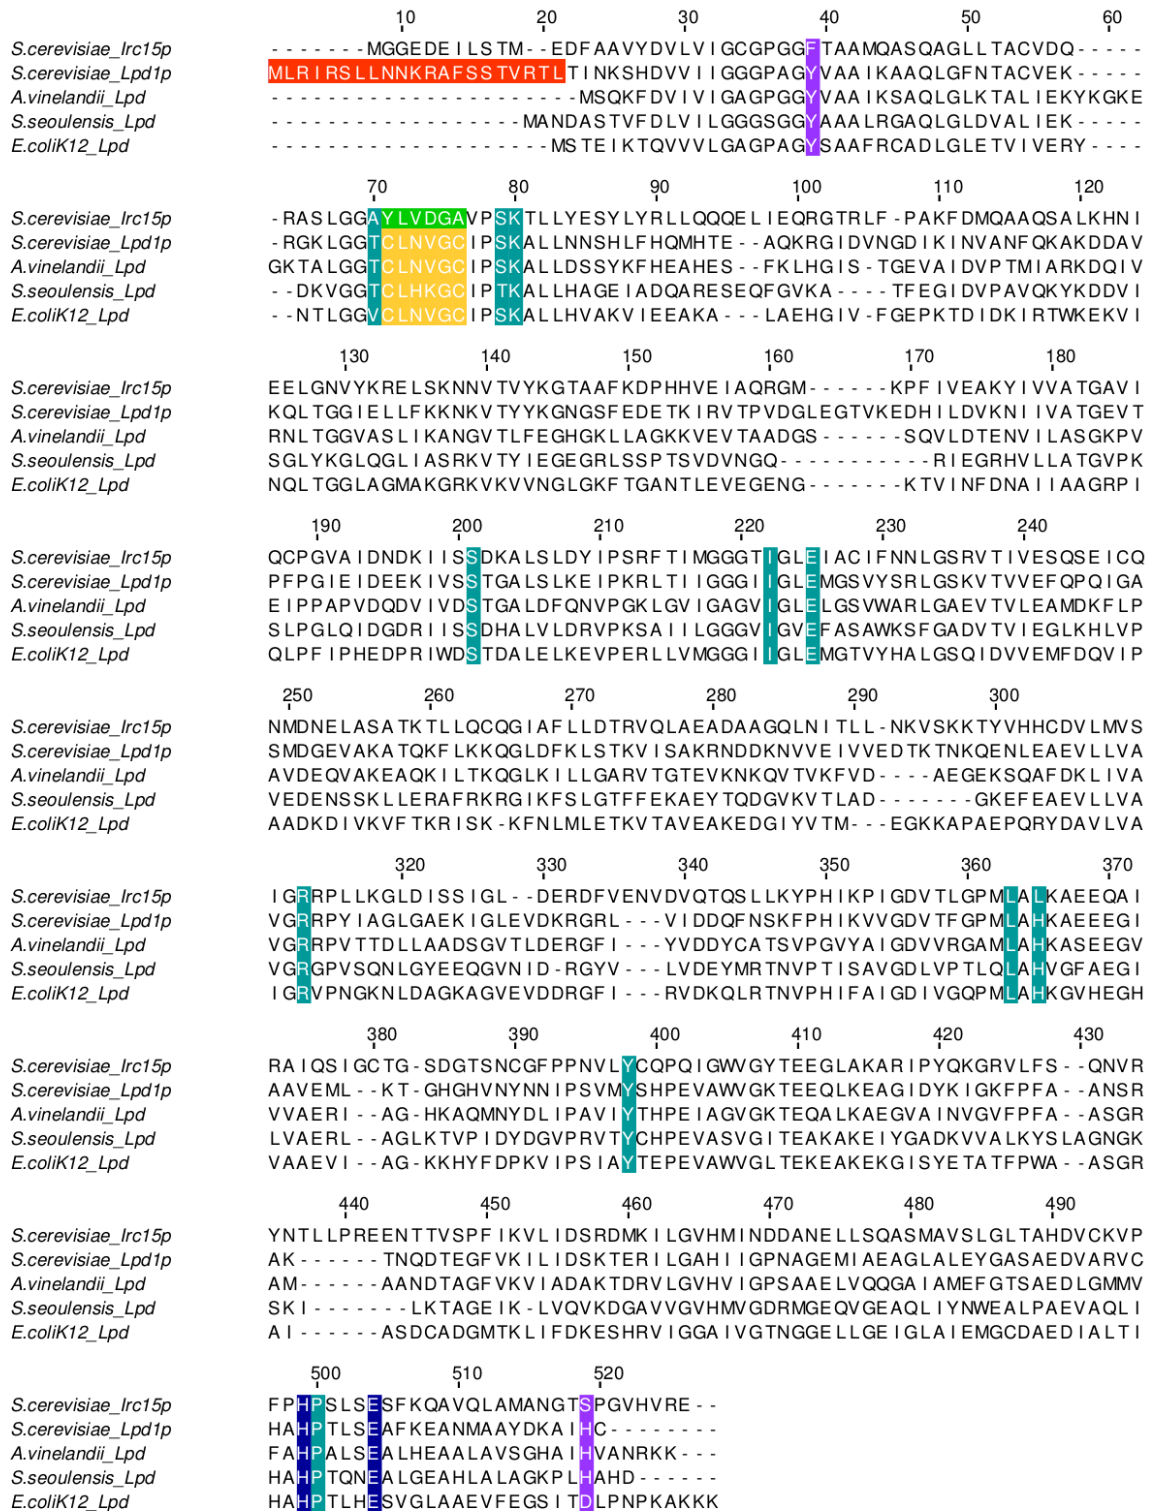 10 20 30 40 50 60
S.cerevisiae_Irc15p - - - - - - - MGGEDEILSTM - - EDFAAVYDVLVIGCGPGGFTAAMQASQAGLLTACVDQ - - - - -
S.cerevisiae_Lpd1p MLRIRSLLNNKRAFSSTVRTLTINKSHDVVIIGGGPAGYVAAIKAAQLGFNTACVEK - - - - -
A.vinelandii_Lpd - - - - - - - - - - - - - - - - - - - - - - MSQKFDVIVIGAGPGGYVAAIKSAQLGLKTALIEKYKGKE
S.seoulensis_Lpd - - - - - - - - - - - - - - - - - - MANDASTVFDLVILGGGSGGYAAALRGAQLGLDVALIEK - - - - -
E.coliK12_Lpd - - - - - - - - - - - - - - - - - - - - MSTEIKTQVVVLGAGPAGYSAAFRCADLGLETVIVERY - - - -
70 80 90 100 110 120
S.cerevisiae_Irc15p - RASLGGAYLVDGAVPSKTLLYESYLYRLLQQQELIEQRGTRLF - PAKFDMQAAQSALKHNI
S.cerevisiae_Lpd1p - RGKLGGTCLNVGCIPSKALLNNSHLFHQMHTE - - AQKRGIDVNGDIKINVANFQKAKDDAV
A.vinelandii_Lpd GKTALGGTCLNVGCIPSKALLDSSYKFHEAHES - - FKLHGIS - TGEVAIDVPTMIARKDQIV
S.seoulensis_Lpd - - DKVGGTCLHKGCIPTKALLHAGEIADQARESEQFGVKA - - - - TFEGIDVPAVQKYKDDVI
E.coliK12_Lpd - - NTLGGVCLNVGCIPSKALLHVAKVIEEAKA - - - LAEHGIV - FGEPKTDIDKIRTWKEKVI
130 140 150 160 170 180
S.cerevisiae_Irc15p EELGNVYKRELSKNNVTVYKGTAAFKDPHHVEIAQRGM - - - - - - KPFIVEAKYIVVATGAVI
S.cerevisiae_Lpd1p KQLTGGIELLFKKNKVTYYKGNGSFEDETKIRVTPVDGLEGTVKEDHILDVKNIIVATGEVT
A.vinelandii_Lpd RNLTGGVASLIKANGVTLFEGHGKLLAGKKVEVTAADGS - - - - - - SQVLDTENVILASGKPV
S.seoulensis_Lpd SGLYKGLQGLIASRKVTYIEGEGRLSSPTSVDVNGQ - - - - - - - - - - - RIEGRHVLLATGVPK
E.coliK12_Lpd NQLTGGLAGMAKGRKVKVVNGLGKFTGANTLEVEGENG - - - - - - - KTVINFDNAIIAAGRPI
190 200 210 220 230 240
S.cerevisiae_Irc15p QCPGVAIDNDKIISSDKALSLDYIPSRFTIMGGGTIGLEIACIFNNLGSRVTIVESQSEICQ
S.cerevisiae_Lpd1p PFPGIEIDEEKIVSSTGALSLKEIPKRLTIIGGGIIGLEMGSVYSRLGSKVTVVEFQPQIGA
A.vinelandii_Lpd EIPPAPVDQDVIVDSTGALDFQNVPGKLGVIGAGVIGLELGSVWARLGAEVTVLEAMDKFLP
S.seoulensis_Lpd SLPGLQIDGDRIISSDHALVLDRVPKSAIILGGGVIGVEFASAWKSFGADVTVIEGLKHLVP
E.coliK12_Lpd QLPFIPHEDPRIWDSTDALELKEVPERLLVMGGGIIGLEMGTVYHALGSQIDVVEMFDQVIP
250 260 270 280 290 300
S.cerevisiae_Irc15p NMDNELASATKTLLQCQGIAFLLDTRVQLAEADAAGQLNITLL - NKVSKKTYVHHCDVLMVS
S.cerevisiae_Lpd1p SMDGEVAKATQKFLKKQGLDFKLSTKVISAKRNDDKNVVEIVVEDTKTNKQENLEAEVLLVA
A.vinelandii_Lpd AVDEQVAKEAQKILTKQGLKILLGARVTGTEVKNKQVTVKFVD - - - - AEGEKSQAFDKLIVA
S.seoulensis_Lpd VEDENSSKLLERAFRKRGIKFSLGTFFEKAEYTQDGVKVTLAD - - - - - - - GKEFEAEVLLVA
E.coliK12_Lpd AADKDIVKVFTKRISK - KFNLMLETKVTAVEAKEDGIYVTM - - - EGKKAPAEPQRYDAVLVA
320 330 340 350 360 370
S.cerevisiae_Irc15p IGRRPLLKGLDISSIGL - - DERDFVENVDVQTQSLLKYPHIKPIGDVTLGPMLALKAEEQAI
S.cerevisiae_Lpd1p VGRRPYIAGLGAEKIGLEVDKRGRL - - - VIDDQFNSKFPHIKVVGDVTFGPMLAHKAEEEGI
A.vinelandii_Lpd VGRRPVTTDLLAADSGVTLDERGFI - - - YVDDYCATSVPGVYAIGDVVRGAMLAHKASEEGV
S.seoulensis_Lpd VGRGPVSQNLGYEEQGVNID - RGYV - - - LVDEYMRTNVPTISAVGDLVPTLQLAHVGFAEGI
E.coliK12_Lpd IGRVPNGKNLDAGKAGVEVDDRGFI - - - RVDKQLRTNVPHIFAIGDIVGQPMLAHKGVHEGH
380 390 400 410 420 430
S.cerevisiae_Irc15p RAIQSIGCTG - SDGTSNCGFPPNVLYCQPQIGWVGYTEEGLAKARIPYQKGRVLFS - - QNVR
S.cerevisiae_Lpd1p AAVEML - - KT - GHGHVNYNNIPSVMYSHPEVAWVGKTEEQLKEAGIDYKIGKFPFA - - ANSR
A.vinelandii_Lpd VVAERI - - AG - HKAQMNYDLIPAVIYTHPEIAGVGKTEQALKAEGVAINVGVFPFA - - ASGR
S.seoulensis_Lpd LVAERL - - AGLKTVPIDYDGVPRVTYCHPEVASVGITEAKAKEIYGADKVVALKYSLAGNGK
E.coliK12_Lpd VAAEVI - - AG - KKHYFDPKVIPSIAYTEPEVAWVGLTEKEAKEKGISYETATFPWA - - ASGR
440 450 460 470 480 490
S.cerevisiae_Irc15p YNTLLPREENTTVSPFIKVLIDSRDMKILGVHMINDDANELLSQASMAVSLGLTAHDVCKVP
S.cerevisiae_Lpd1p AK - - - - - - TNQDTEGFVKILIDSKTERILGAHIIGPNAGEMIAEAGLALEYGASAEDVARVC
A.vinelandii_Lpd AM - - - - - - AANDTAGFVKVIADAKTDRVLGVHVIGPSAAELVQQGAIAMEFGTSAEDLGMMV
S.seoulensis_Lpd SKI - - - - - - - LKTAGEIK - LVQVKDGAVVGVHMVGDRMGEQVGEAQLIYNWEALPAEVAQLI
E.coliK12_Lpd AI - - - - - - ASDCADGMTKLIFDKESHRVIGGAIVGTNGGELLGEIGLAIEMGCDAEDIALTI
500 510 520
S.cerevisiae_Irc15p FPHPSLSESFKQAVQLAMANGTSPGVHVRE - -
S.cerevisiae_Lpd1p HAHPTLSEAFKEANMAAYDKAIHC - - - - - - - -
A.vinelandii_Lpd FAHPALSEALHEAALAVSGHAIHVANRKK - - -
S.seoulensis_Lpd HAHPTQNEALGEAHLALAGKPLHAHD - - - - - -
E.coliK12_Lpd HAHPTLHESVGLAAEVFEGSITDLPNPKAKKK